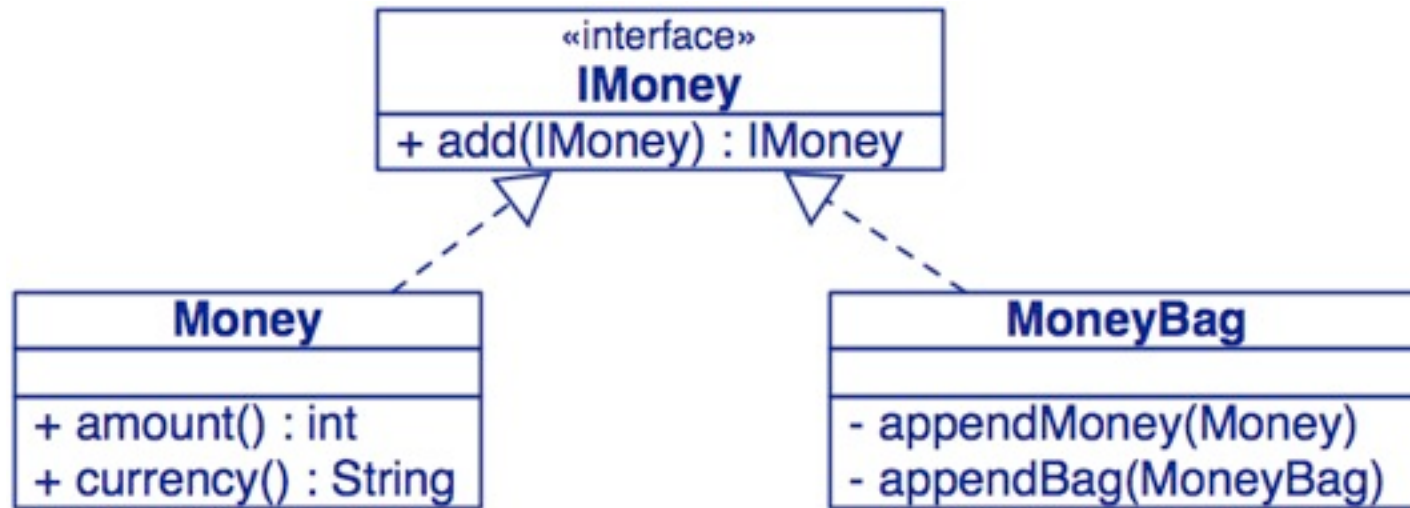 «interface»
IMoney
+ add(IMoney) : IMoney
Money
+ amount() : int
+ currency() : String
MoneyBag
- appendMoney(Money)
- appendBag(MoneyBag)